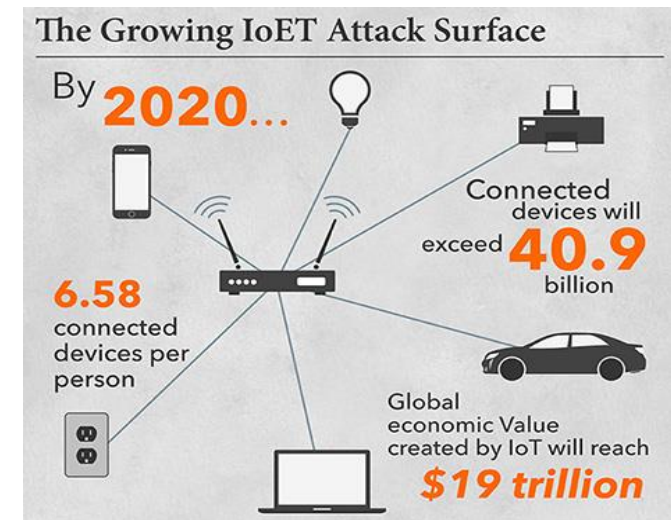 The Growing IoET Attack Surface
By 2020...
Connected
devices will
exceed 40.9
billion
6.58
connected
devices per
person
Global
economic Value
created by IoT will reach
$19 trillion